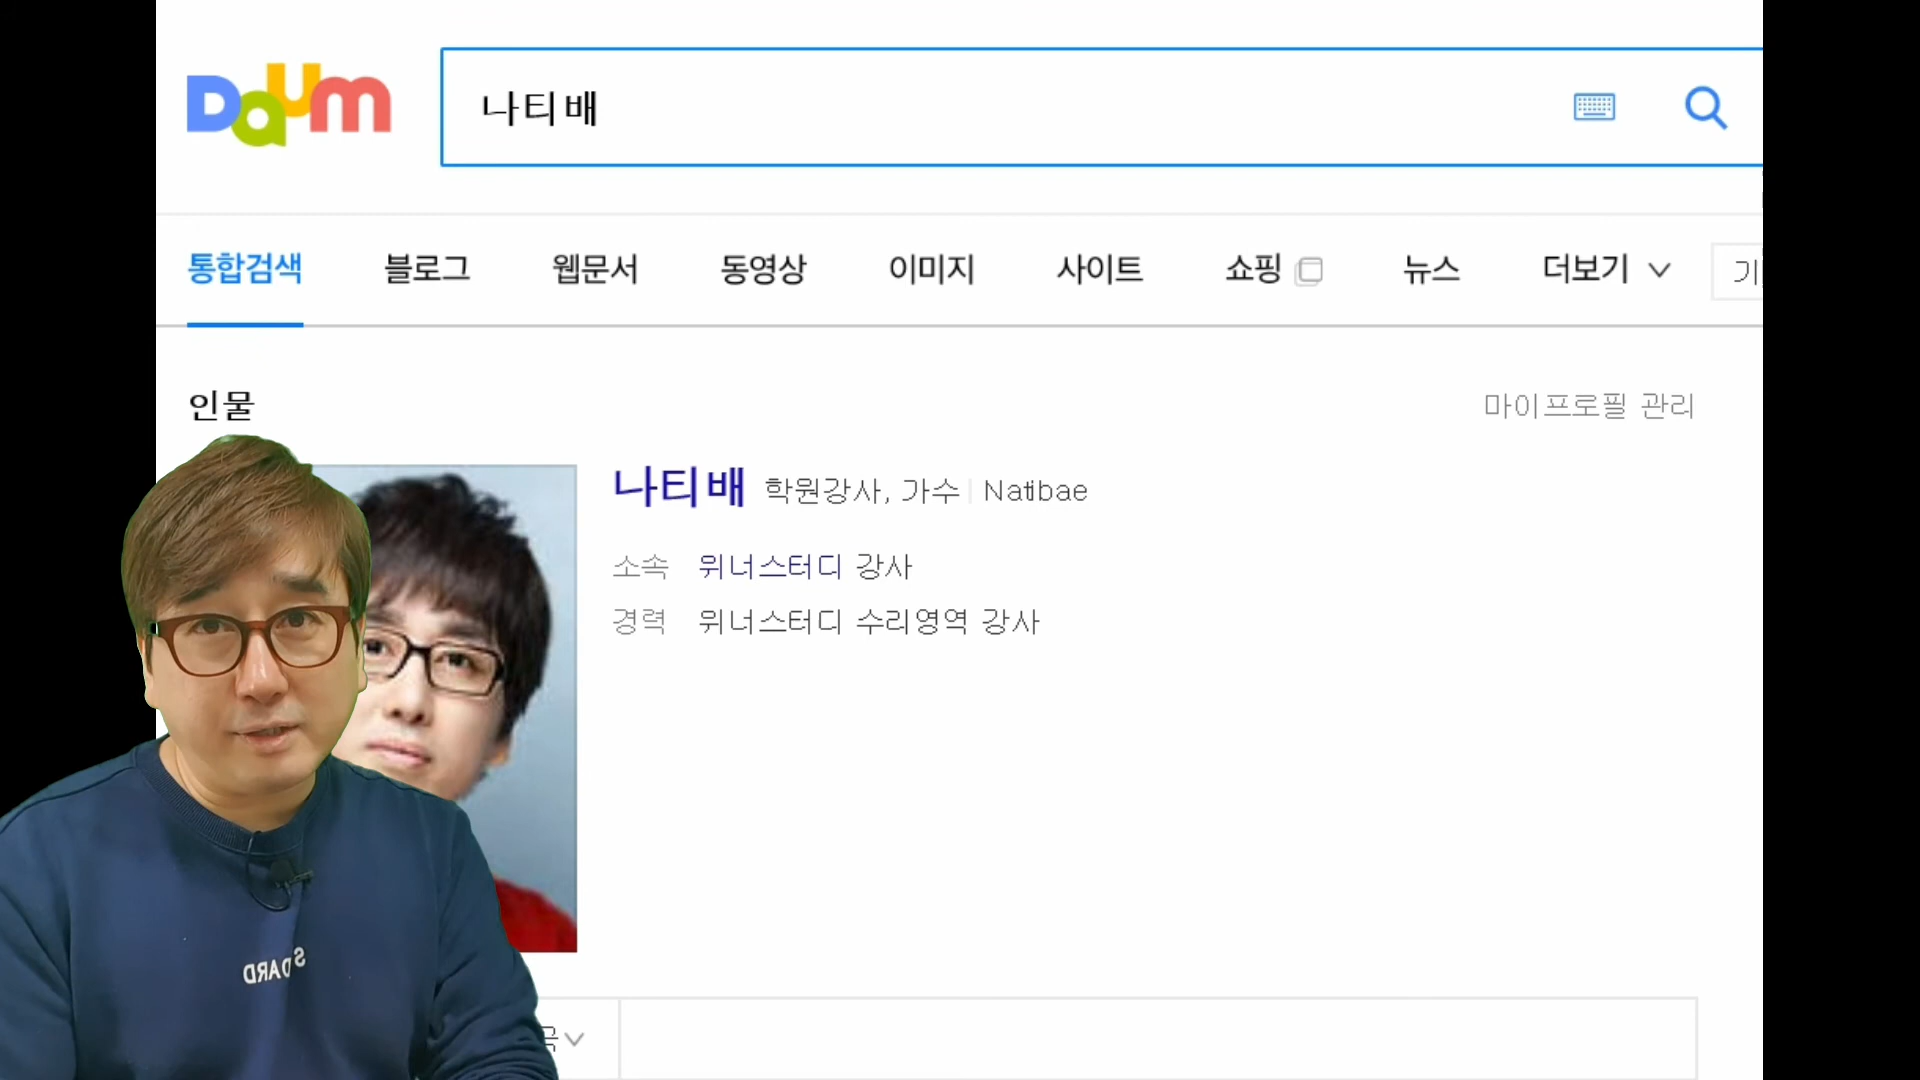 Daum
나티배
통합검색 블로그 웹문서 동영상 이미지 사이트 쇼핑 뉴스 더보기
인물
마이프로필 관리
나티배 학원강사, 가수 Natibae
소속 위너스터디 강사
경력 위너스터디 수리영역 강사